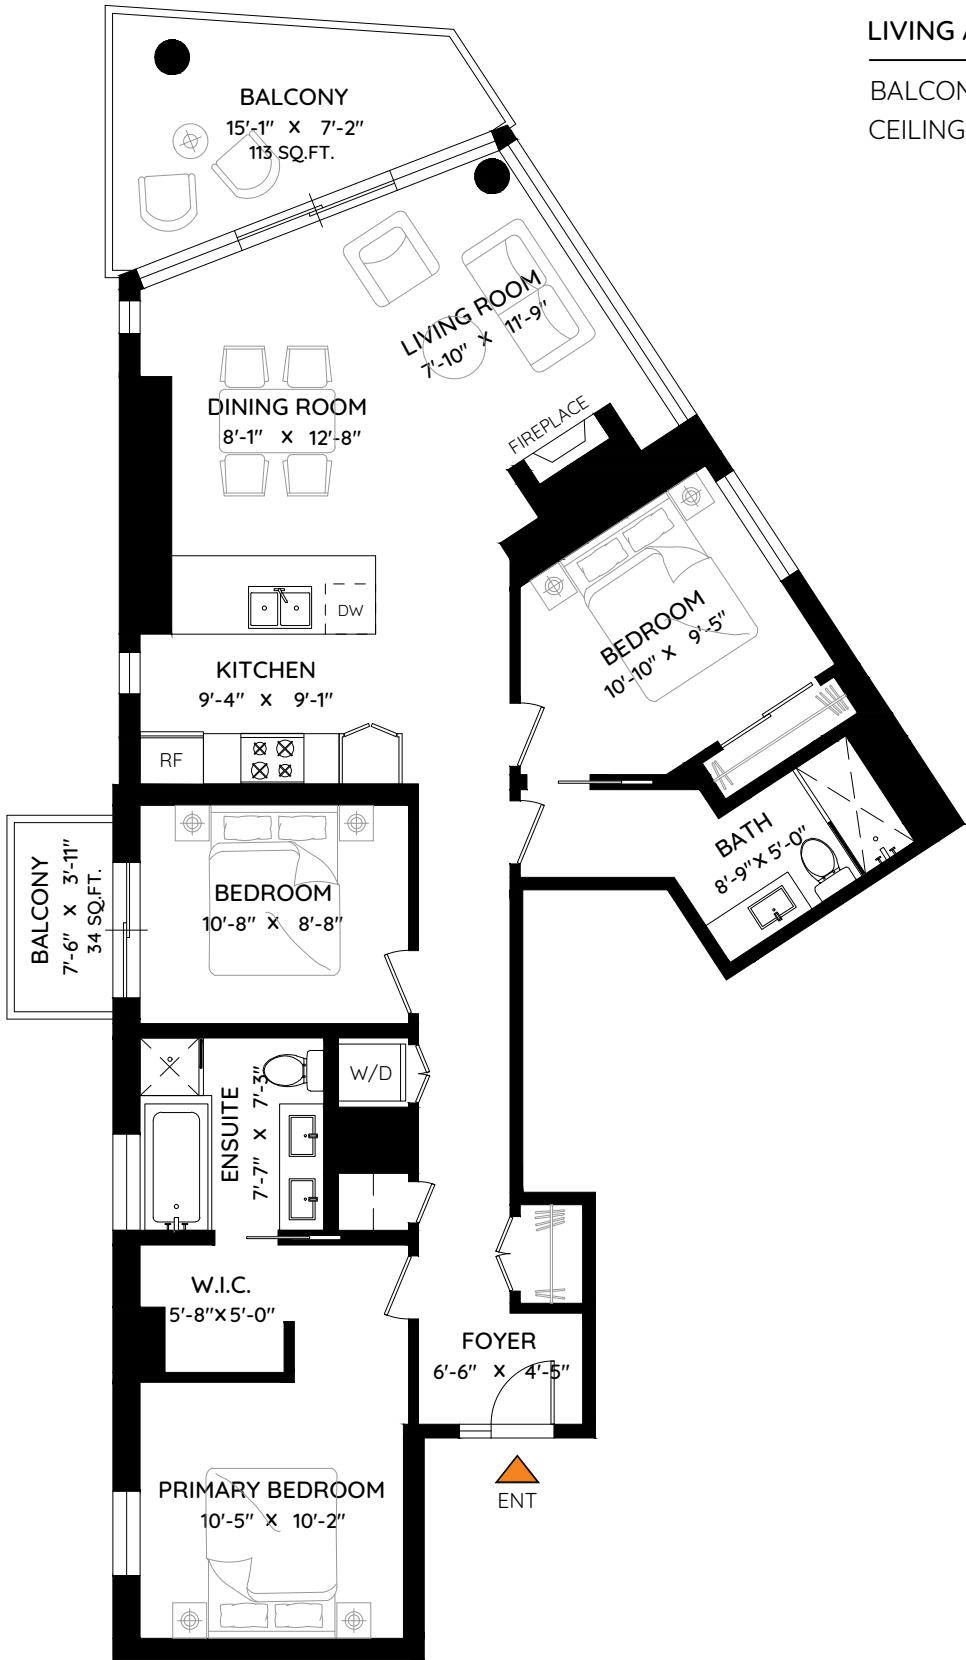 LIVING
BALCON
CEILING
BALCONY
15'-1" X 7'-2"
113 SQ.FT.
LIVING ROOM
7'-10" X 11'-9"
DINING ROOM
8'-1" X 12'-8"
FIREPLACE
DW
BEDROOM
10'-10" X 9'-5"
KITCHEN
9'-4" X 9'-1"
RF
BATH
8'-9" X 5'-0"
BALCONY
7'-6" X 3'-11"
34 SQ.FT.
BEDROOM
10'-8" X 8'-8"
W/D
ENSUITE
7'-7" X 7'-3"
W.I.C.
5'-8" X 5'-0"
FOYER
6'-6" X 4'-5"
PRIMARY BEDROOM
10'-5" X 10'-2"
ENT